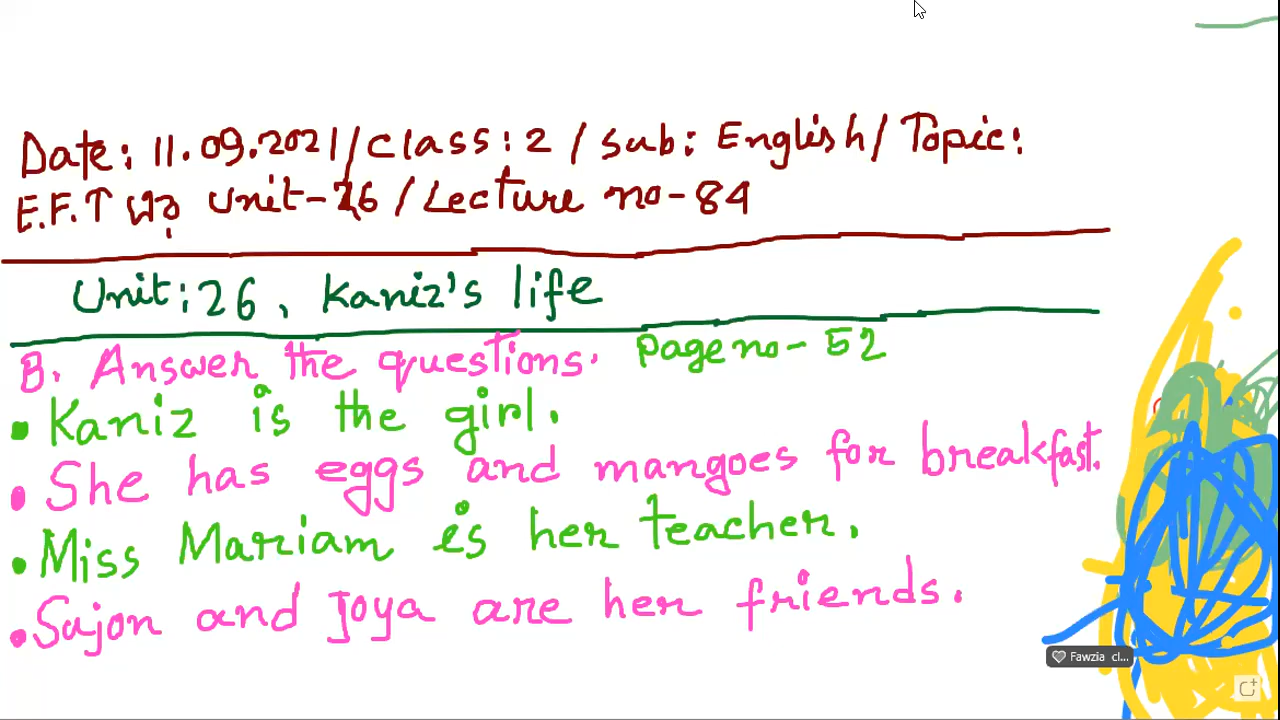 Date: 11.09.2021/Class: 2 / Sub: English/ Topic:
E.F.T Unit-26 / Lecture no-84
Unit: 26, Kaniz's life
B. Answer the questions. Page no- 52
• Kaniz is the girl.
• She has eggs and mangoes for breakfast.
• Miss Mariam is her teacher.
• Sajon and Joya are her friends.
Fawzia cl...